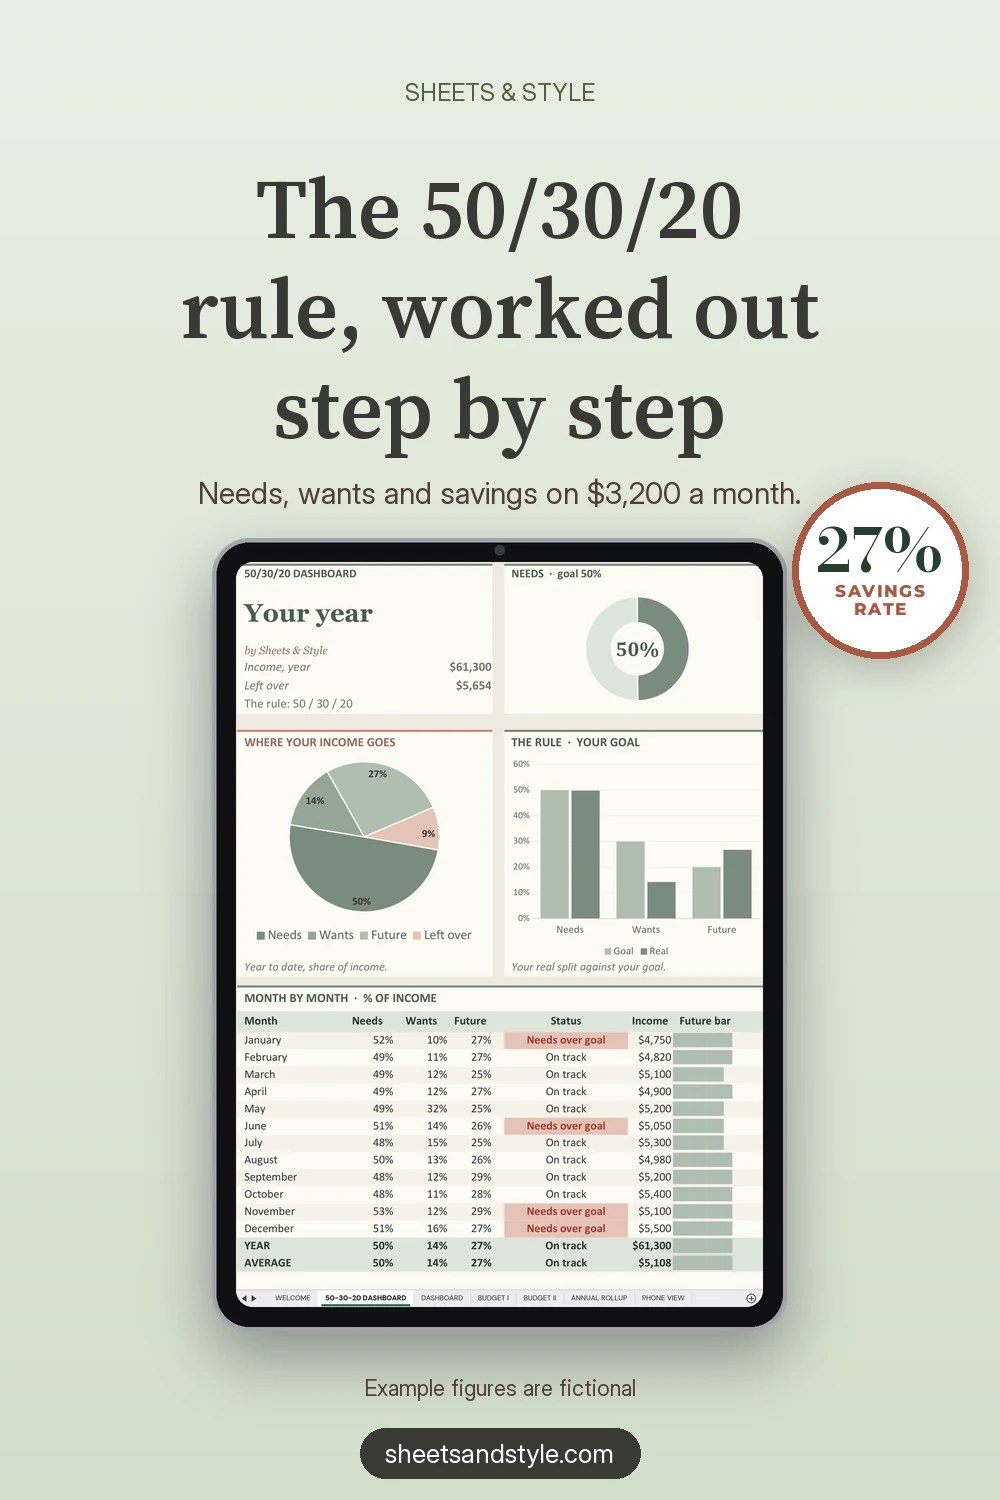 SHEETS & STYLE
The 50/30/20
rule, worked out
step by step
Needs, wants and savings on $3,200 a month.
27%
SAVINGS
RATE
50/30/20 DASHBOARD
Your year
by Sheets & Style
Income, year $61,300
Left over $5,654
The rule: 50 / 30 / 20
NEEDS · goal 50%
50%
WHERE YOUR INCOME GOES
27%
14%
9%
50%
Needs Wants Future Left over
Year to date, share of income.
THE RULE · YOUR GOAL
60%
50%
40%
30%
20%
10%
0%
Needs Wants Future
Goal Real
Your real split against your goal.
MONTH BY MONTH · % OF INCOME
Month Needs Wants Future Status Income Future bar
January 52% 10% 27% Needs over goal $4,750
February 49% 11% 27% On track $4,820
March 49% 12% 25% On track $5,100
April 49% 12% 27% On track $4,900
May 49% 32% 25% On track $5,200
June 51% 14% 26% Needs over goal $5,050
July 48% 15% 25% On track $5,300
August 50% 13% 26% On track $4,980
September 48% 12% 29% On track $5,200
October 48% 11% 28% On track $5,400
November 53% 12% 29% Needs over goal $5,100
December 51% 16% 27% Needs over goal $5,500
YEAR 50% 14% 27% On track $61,300
AVERAGE 50% 14% 27% On track $5,108
WELCOME 50-30-20 DASHBOARD DASHBOARD BUDGET I BUDGET II ANNUAL ROLLUP PHONE VIEW
Example figures are fictional
sheetsandstyle.com